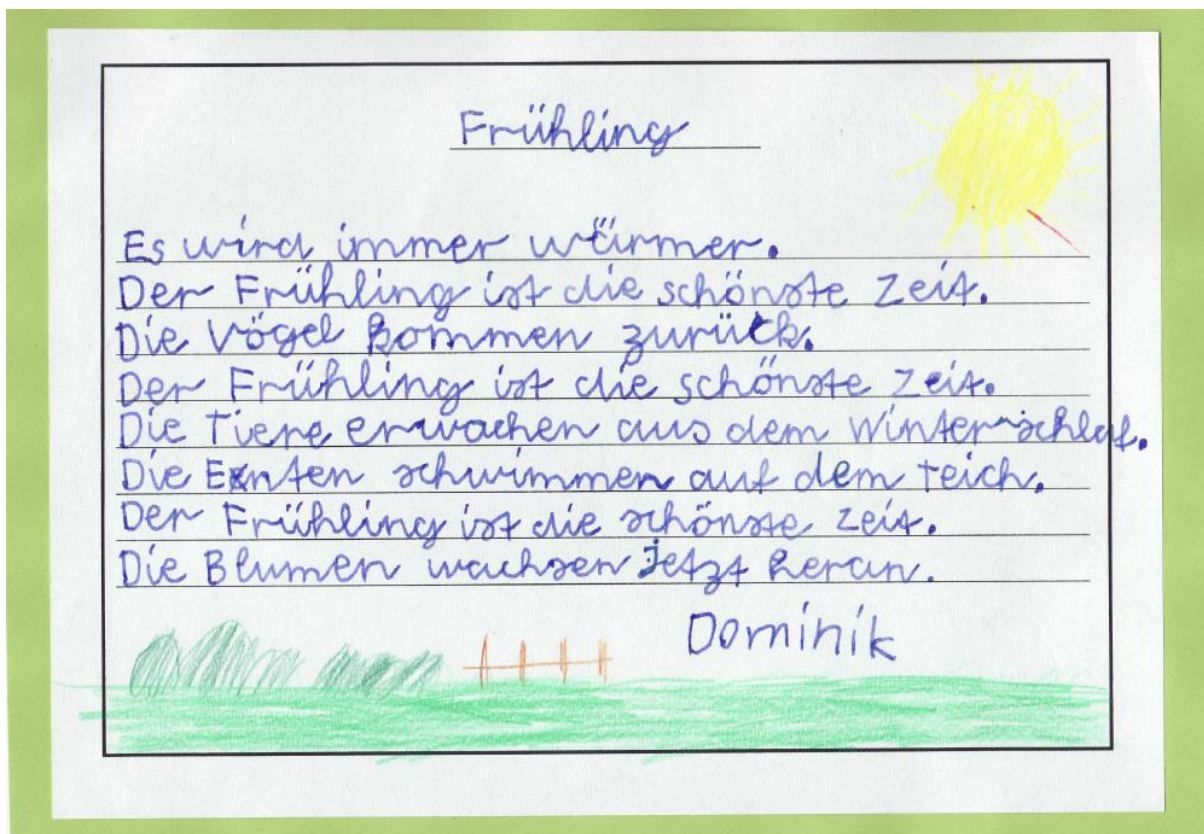 Frühling
Es wird immer wärmer.
Der Frühling ist die schönste Zeit.
Die Vögel kommen zurück.
Der Frühling ist die schönste Zeit.
Die Tiere erwachen aus dem Winterschlaf.
Die Enten schwimmen auf dem Teich.
Der Frühling ist die schönste Zeit.
Die Blumen wachsen jetzt heran.
Dominik